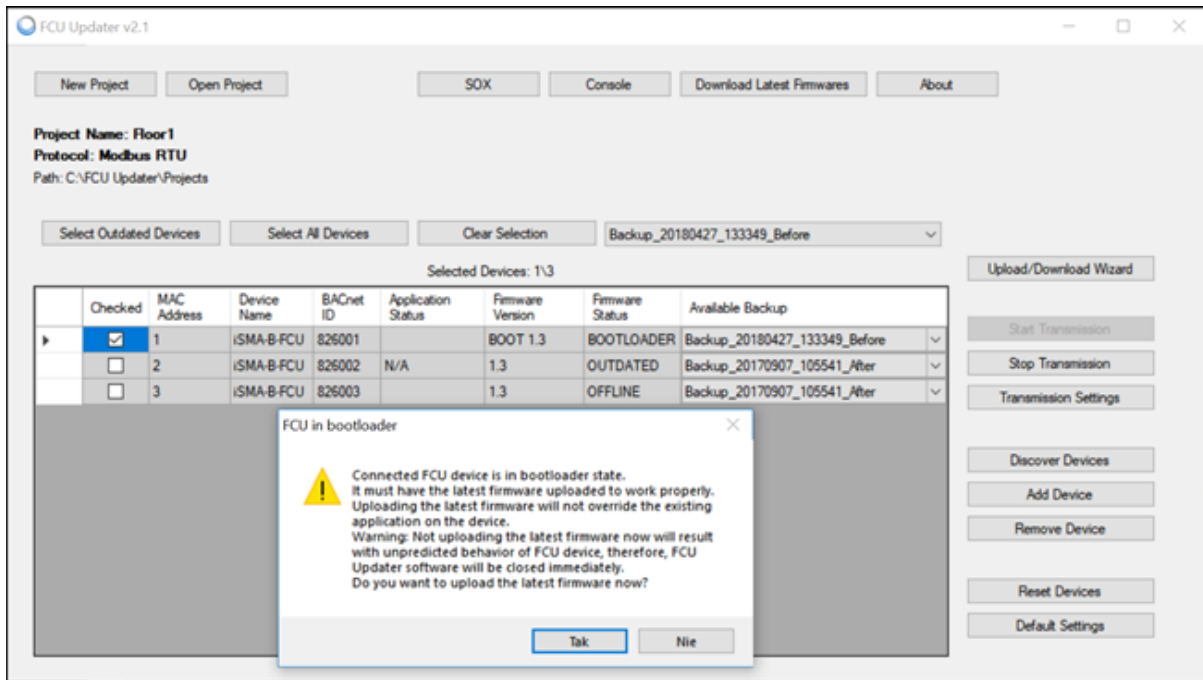 FCU Updater v2.1
New Project Open Project SOX Console Download Latest Firmwares About
Project Name: Floor1
Protocol: Modbus RTU
Path: C:\FCU Updater\Projects
Select Outdated Devices Select All Devices Clear Selection Backup_20180427_133349_Before
Selected Devices: 1\3
Upload/Download Wizard
Checked MAC Address Device Name BACnet ID Application Status Firmware Version Firmware Status Available Backup
1 iSMA-B-FCU 826001 BOOT 1.3 BOOTLOADER Backup_20180427_133349_Before
2 iSMA-B-FCU 826002 N/A 1.3 OUTDATED Backup_20170907_105541_After
3 iSMA-B-FCU 826003 1.3 OFFLINE Backup_20170907_105541_After
Start Transmission
Stop Transmission
Transmission Settings
Discover Devices
Add Device
Remove Device
Reset Devices
Default Settings
FCU in bootloader
Connected FCU device is in bootloader state.
It must have the latest firmware uploaded to work properly.
Uploading the latest firmware will not override the existing
application on the device.
Warning: Not uploading the latest firmware now will result
with unpredicted behavior of FCU device, therefore, FCU
Updater software will be closed immediately.
Do you want to upload the latest firmware now?
Tak Nie